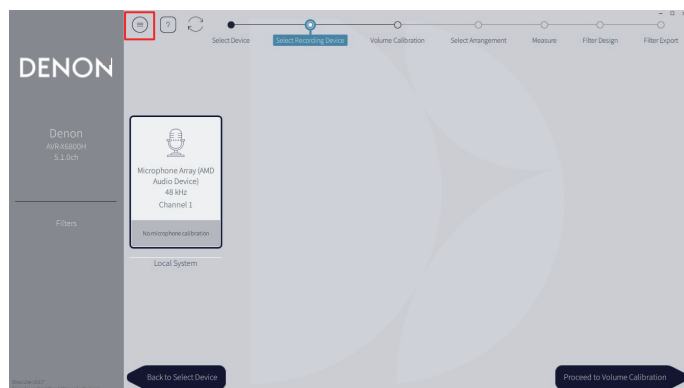 ?
Select Device
Select Recording Device
Volume Calibration
Select Arrangement
Measure
Filter Design
Filter Export
DENON
Denon
AVR-X6800H
5.1.0ch
Filters
Microphone Array (AMD
Audio Device)
48 kHz
Channel 1
No microphone calibration
Local System
Back to Select Device
Proceed to Volume Calibration